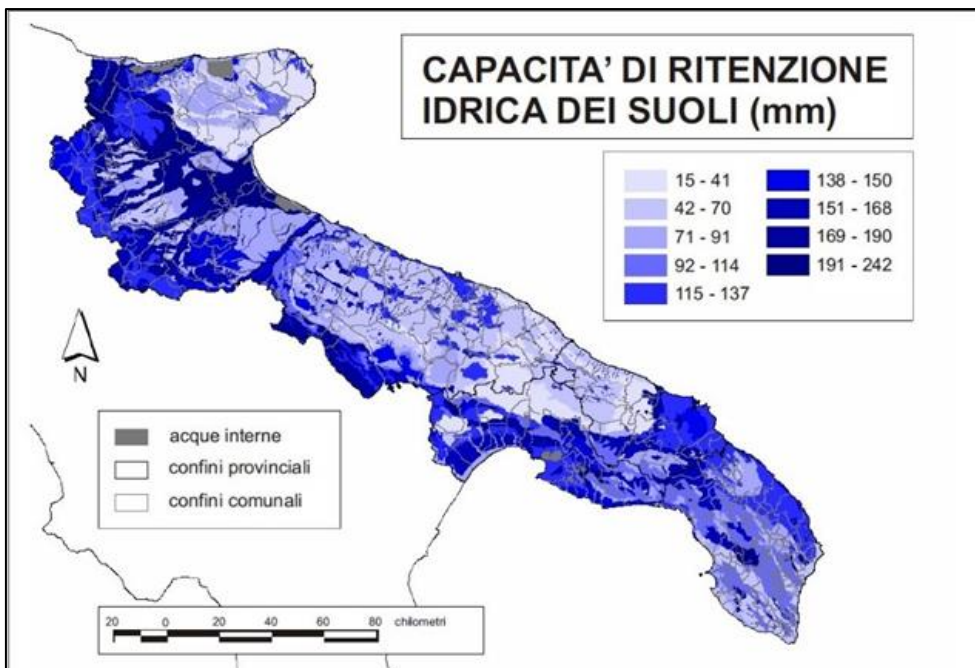 CAPACITA' DI RITENZIONE
IDRICA DEI SUOLI (mm)
15 - 41
42 - 70
71 - 91
92 - 114
115 - 137
138 - 150
151 - 168
169 - 190
191 - 242
N
acque interne
confini provinciali
confini comunali
20 0 20 40 60 80 chilometri